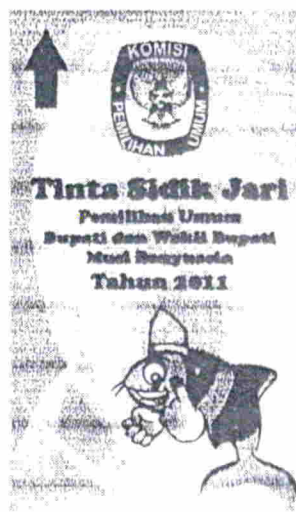 KOMISI
PEMILIHAN UMUM
Tinta Sidik Jari
Pemilihan Umum
Bupati dan Wakil Bupati
Musi Banyuasin
Tahun 2011